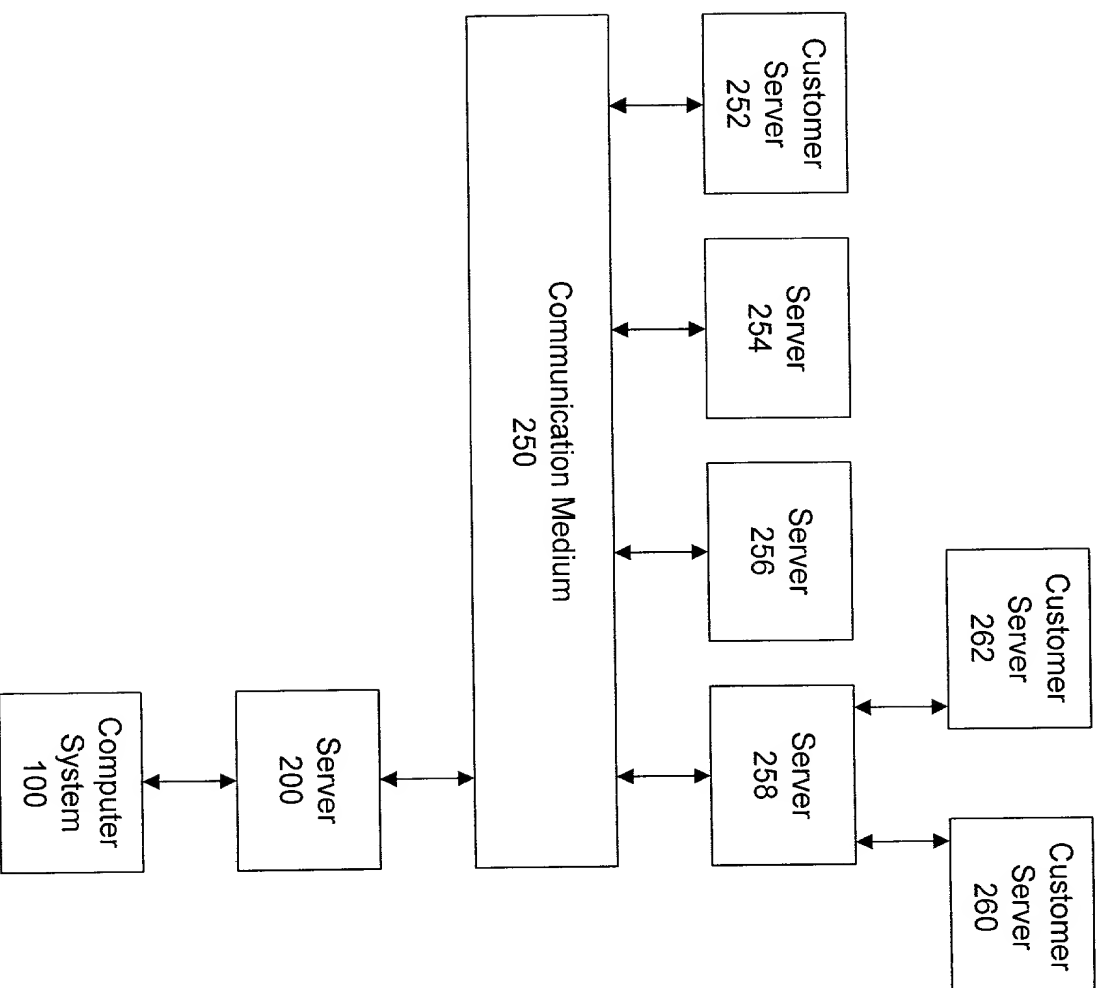 Customer
Server
252
Server
254
Server
256
Server
258
Customer
Server
262
Customer
Server
260
Communication Medium
250
Server
200
Computer
System
100